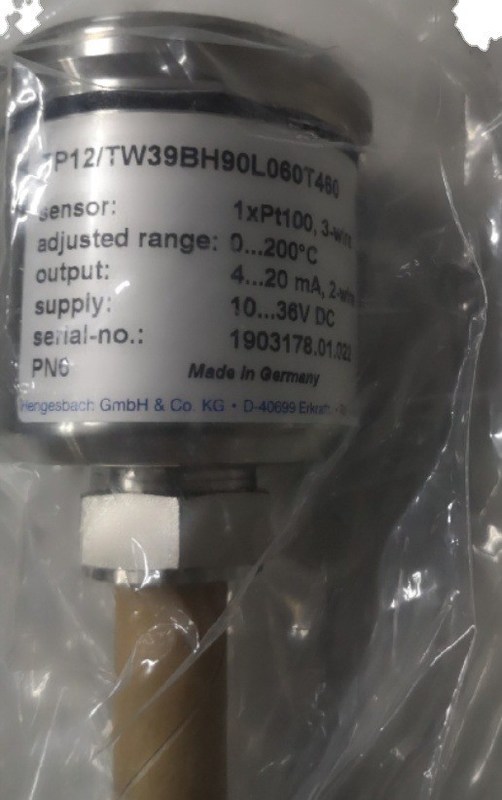 TP12/TW39BH90L060T460
sensor: 1xPt100, 3-wire
adjusted range: 0...200°C
output: 4...20 mA, 2-wire
supply: 10...36V DC
serial-no.: 1903178.01.023
PN6 Made in Germany
Hengesbach GmbH & Co. KG • D-40699 Erkrath